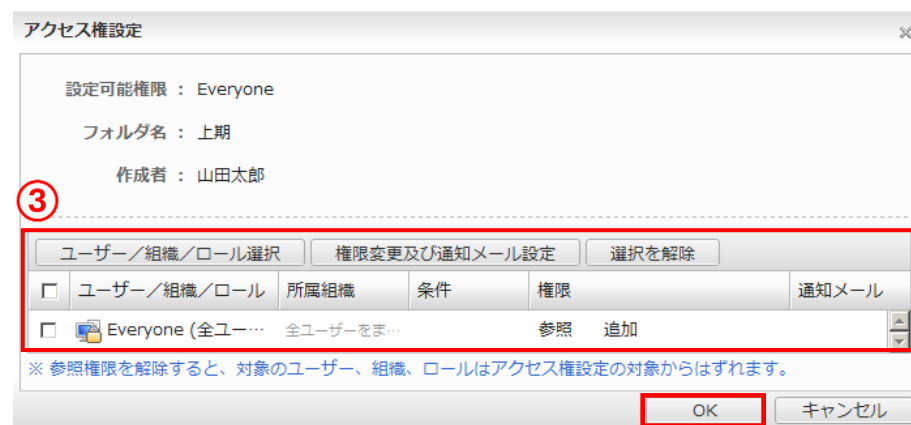 アクセス権設定
設定可能権限 : Everyone
フォルダ名 : 上期
作成者 : 山田太郎
③
ユーザー／組織／ロール選択 権限変更及び通知メール設定 選択を解除
ユーザー／組織／ロール 所属組織 条件 権限 通知メール
Everyone (全ユー… 全ユーザーをま… 参照 追加
※ 参照権限を解除すると、対象のユーザー、組織、ロールはアクセス権設定の対象からはずれます。
OK キャンセル